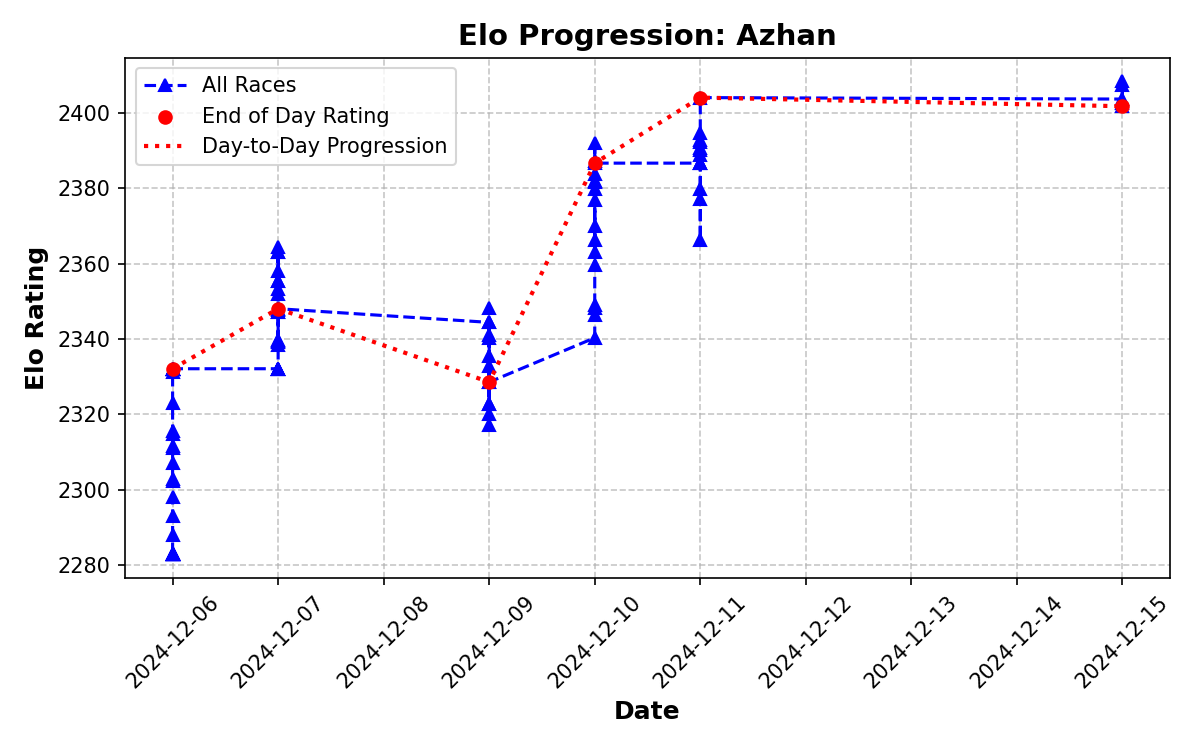 Elo Progression: Azhan
All Races
End of Day Rating
Day-to-Day Progression
Elo Rating
2400
2380
2360
2340
2320
2300
2280
2024-12-06
2024-12-07
2024-12-08
2024-12-09
2024-12-10
2024-12-11
2024-12-12
2024-12-13
2024-12-14
2024-12-15
Date